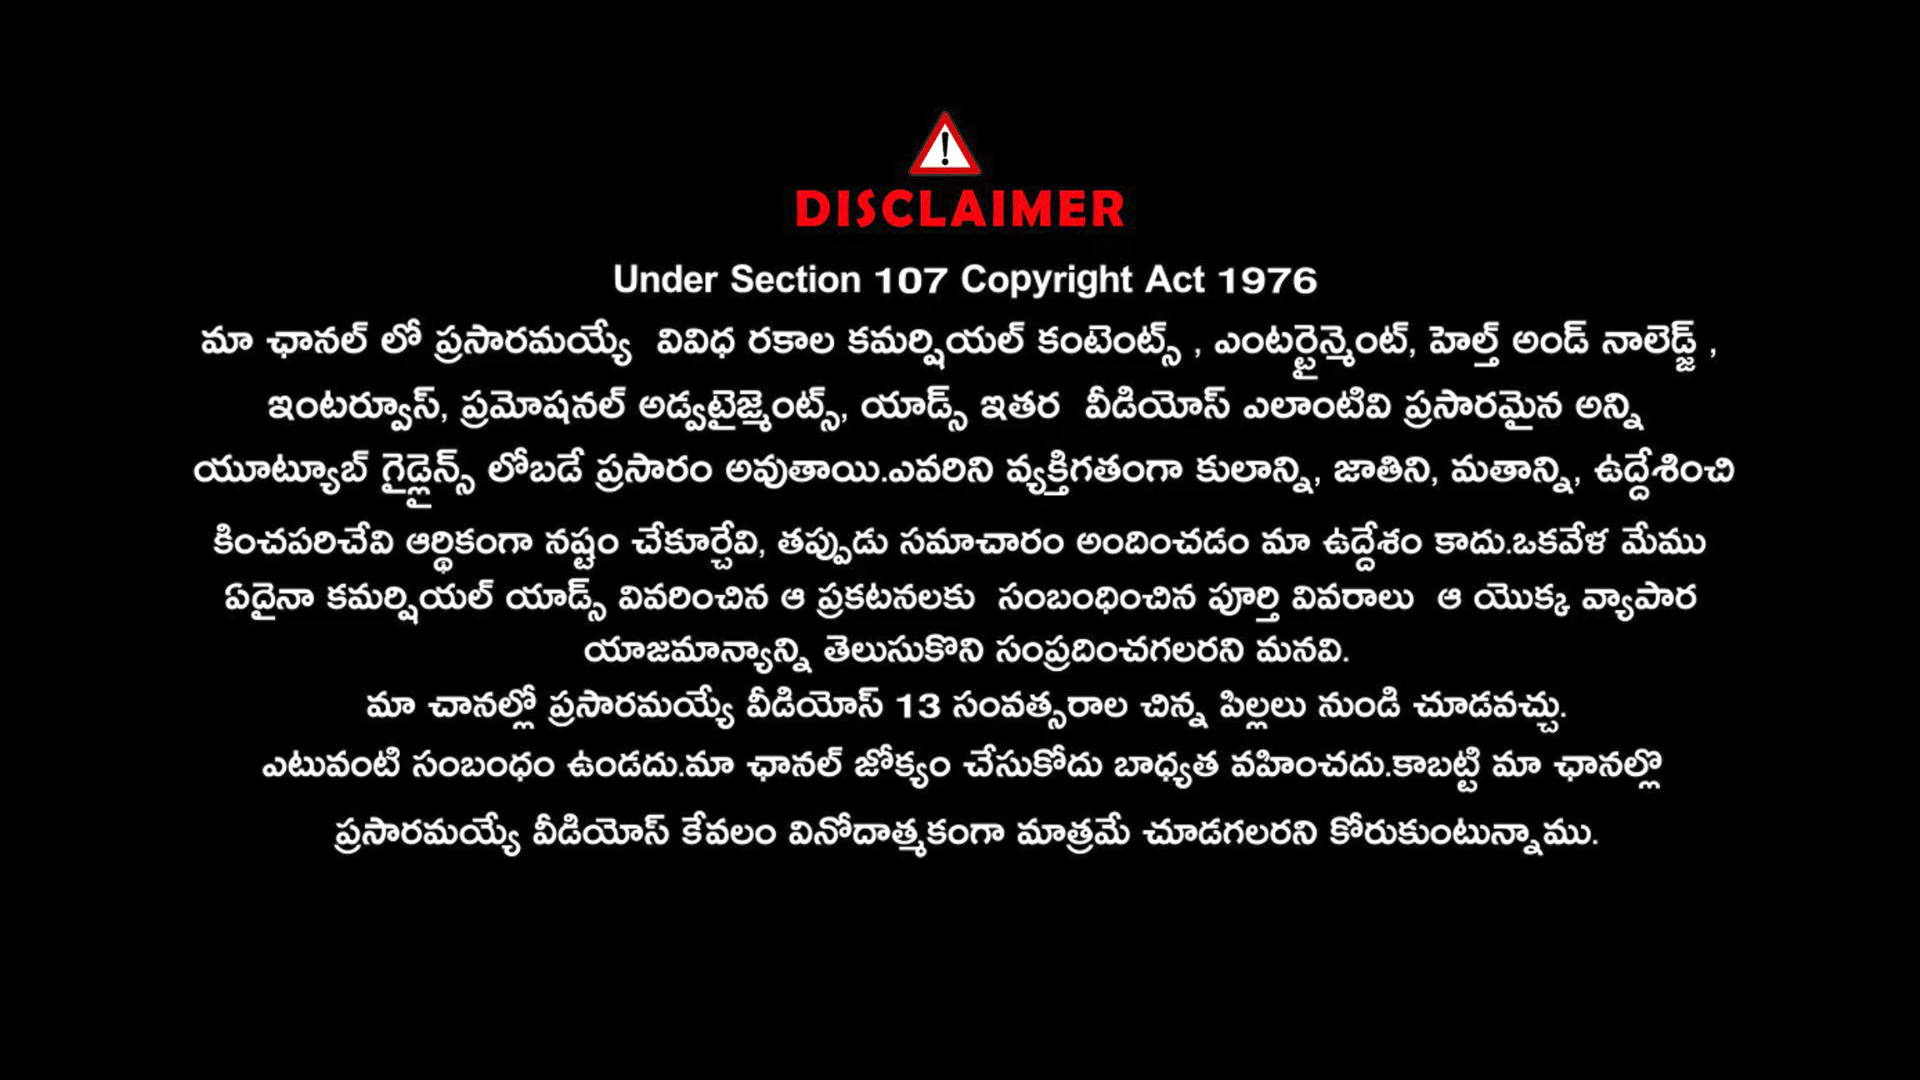 DISCLAIMER
Under Section 107 Copyright Act 1976
మా ఛానల్ లో ప్రసారమయ్యే వివిధ రకాల కమర్షియల్ కంటెంట్స్ , ఎంటర్టైన్మెంట్, హెల్త్ అండ్ నాలెడ్జ్ ,
ఇంటర్వ్యూస్, ప్రమోషనల్ అడ్వటైజ్మెంట్స్, యాడ్స్ ఇతర వీడియోస్ ఎలాంటివి ప్రసారమైన అన్ని
యూట్యూబ్ గైడ్లైన్స్ లోబడే ప్రసారం అవుతాయి.ఎవరిని వ్యక్తిగతంగా కులాన్ని, జాతిని, మతాన్ని, ఉద్దేశించి
కించపరిచేవి ఆర్థికంగా నష్టం చేకూర్చేవి, తప్పుడు సమాచారం అందించడం మా ఉద్దేశం కాదు.ఒకవేళ మేము
ఏదైనా కమర్షియల్ యాడ్స్ వివరించిన ఆ ప్రకటనలకు సంబంధించిన పూర్తి వివరాలు ఆ యొక్క వ్యాపార
యాజమాన్యాన్ని తెలుసుకొని సంప్రదించగలరని మనవి.
మా చానల్లో ప్రసారమయ్యే వీడియోస్ 13 సంవత్సరాల చిన్న పిల్లలు నుండి చూడవచ్చు.
ఎటువంటి సంబంధం ఉండదు.మా ఛానల్ జోక్యం చేసుకోదు బాధ్యత వహించదు.కాబట్టి మా ఛానల్లొ
ప్రసారమయ్యే వీడియోస్ కేవలం వినోదాత్మకంగా మాత్రమే చూడగలరని కోరుకుంటున్నాము.